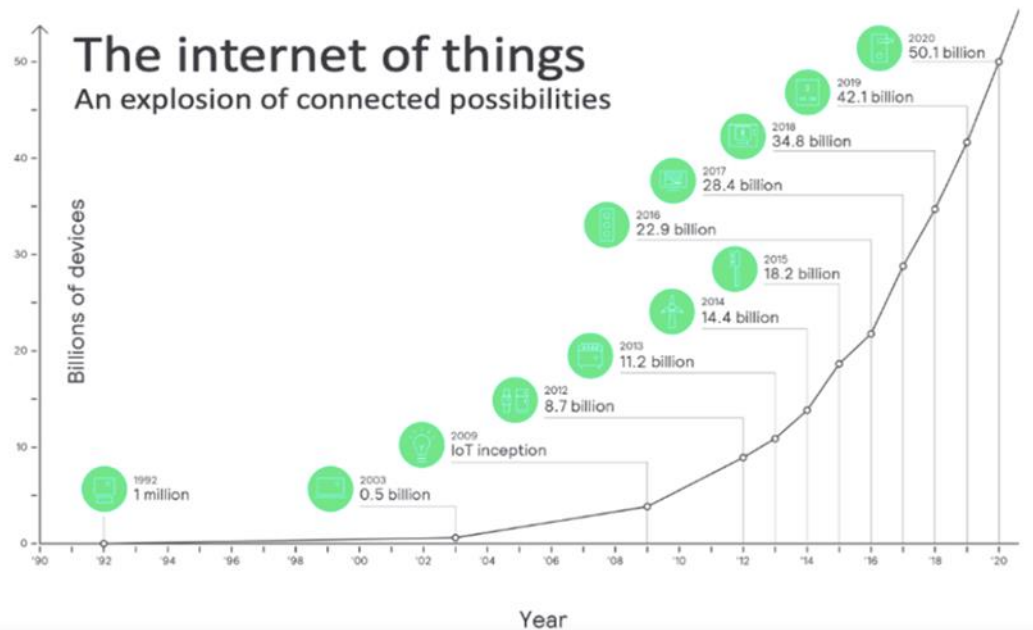 The internet of things
An explosion of connected possibilities
Billions of devices
50
40
30
20
10
0
1992
1 million
2003
0.5 billion
2009
IoT inception
2012
8.7 billion
2013
11.2 billion
2014
14.4 billion
2015
18.2 billion
2016
22.9 billion
2017
28.4 billion
2018
34.8 billion
2019
42.1 billion
2020
50.1 billion
'90 '92 '94 '96 '98 '00 '02 '04 '06 '08 '10 '12 '14 '16 '18 '20
Year